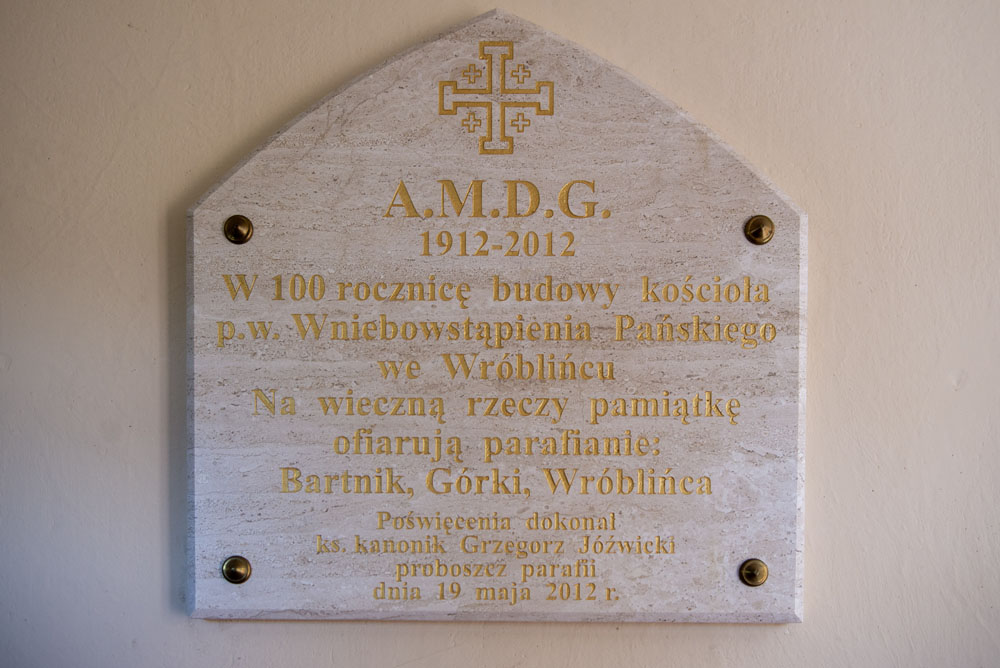 A.M.D.G.
1912-2012
W 100 rocznicę budowy kościoła
p.w. Wniebowstąpienia Pańskiego
we Wróblińcu
Na wieczną rzeczy pamiątkę
ofiarują parafianie:
Bartnik, Górki, Wróblińca
Poświęcenia dokonał
ks. kanonik Grzegorz Jóźwicki
proboszcz parafii
dnia 19 maja 2012 r.